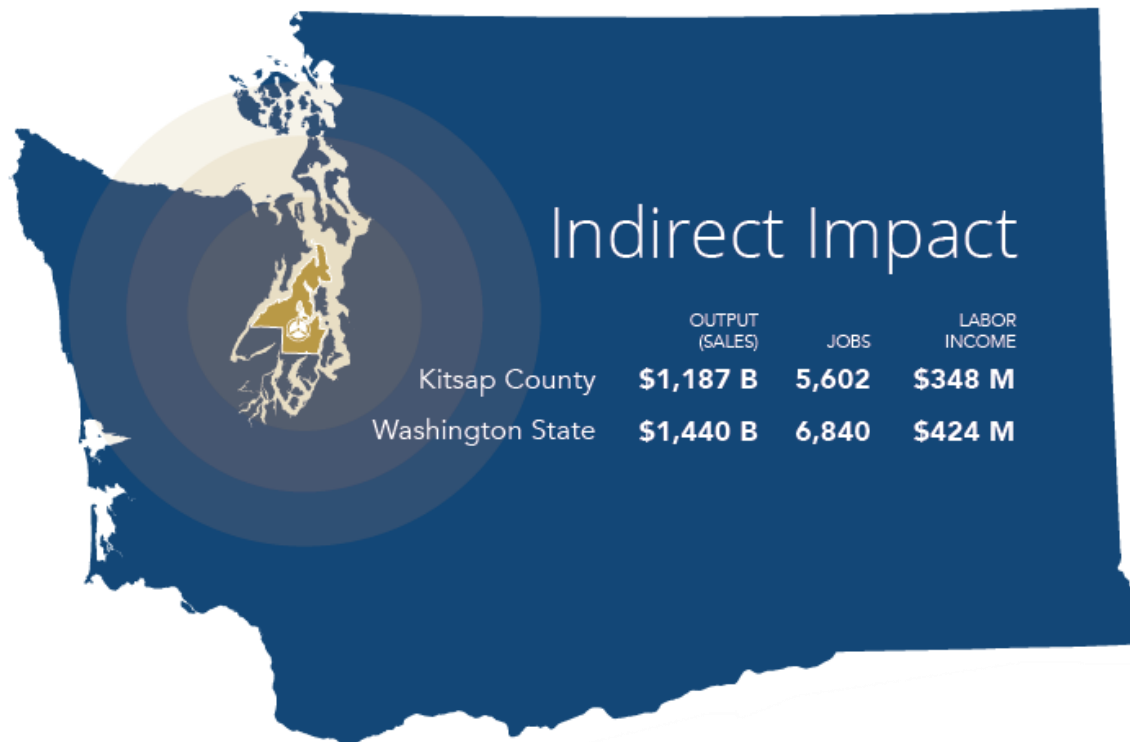 Indirect Impact
OUTPUT
(SALES)
JOBS
LABOR
INCOME
Kitsap County $1,187 B 5,602 $348 M
Washington State $1,440 B 6,840 $424 M